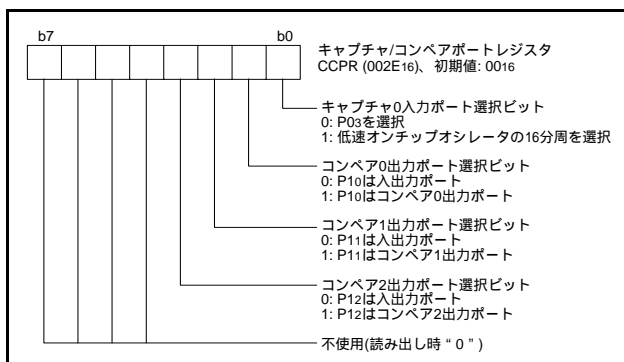 b7 b0
キャプチャ/コンペアポートレジスタ
CCPR (002E16)、初期値: 0016
キャプチャ0入力ポート選択ビット
0: P03を選択
1: 低速オンチップオシレータの16分周を選択
コンペア0出力ポート選択ビット
0: P10は入出力ポート
1: P10はコンペア0出力ポート
コンペア1出力ポート選択ビット
0: P11は入出力ポート
1: P11はコンペア1出力ポート
コンペア2出力ポート選択ビット
0: P12は入出力ポート
1: P12はコンペア2出力ポート
不使用(読み出し時 “ 0 ” )